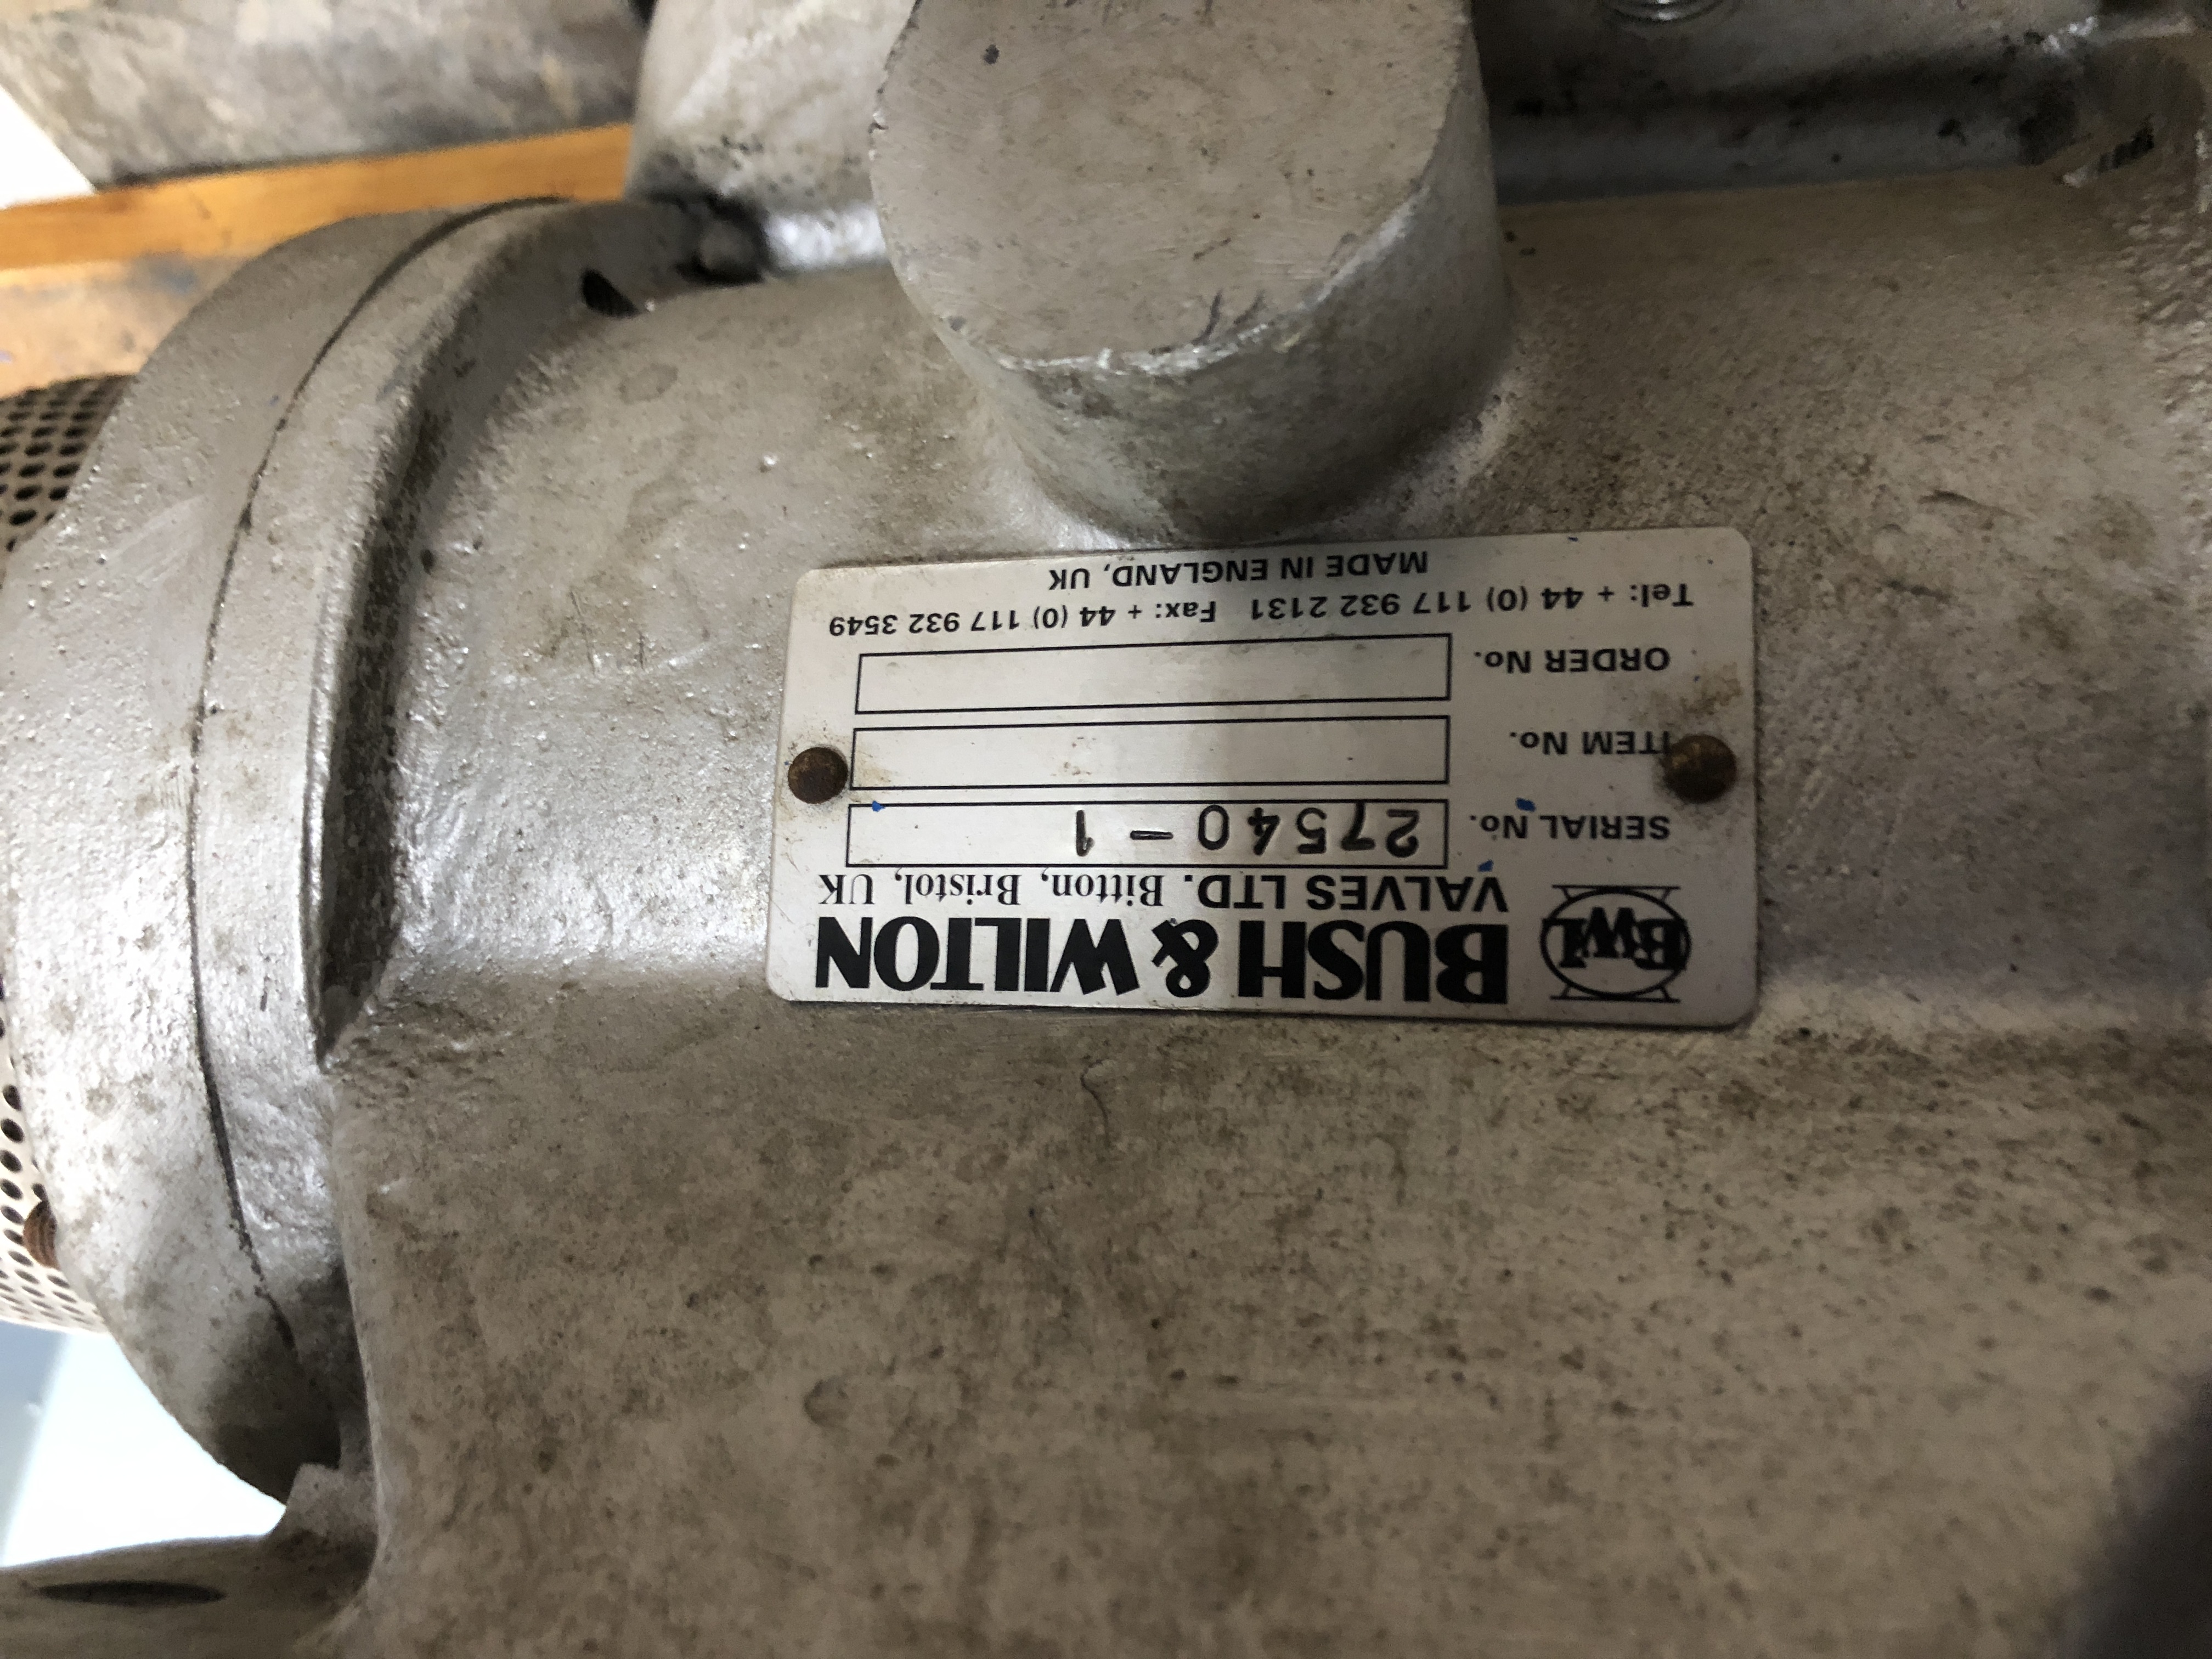 BWL
BUSH & WILTON
VALVES LTD. Bitton, Bristol, UK
SERIAL No. 27540-1
ITEM No.
ORDER No.
Tel: + 44 (0) 117 932 2131 Fax: + 44 (0) 117 932 3549
MADE IN ENGLAND, UK